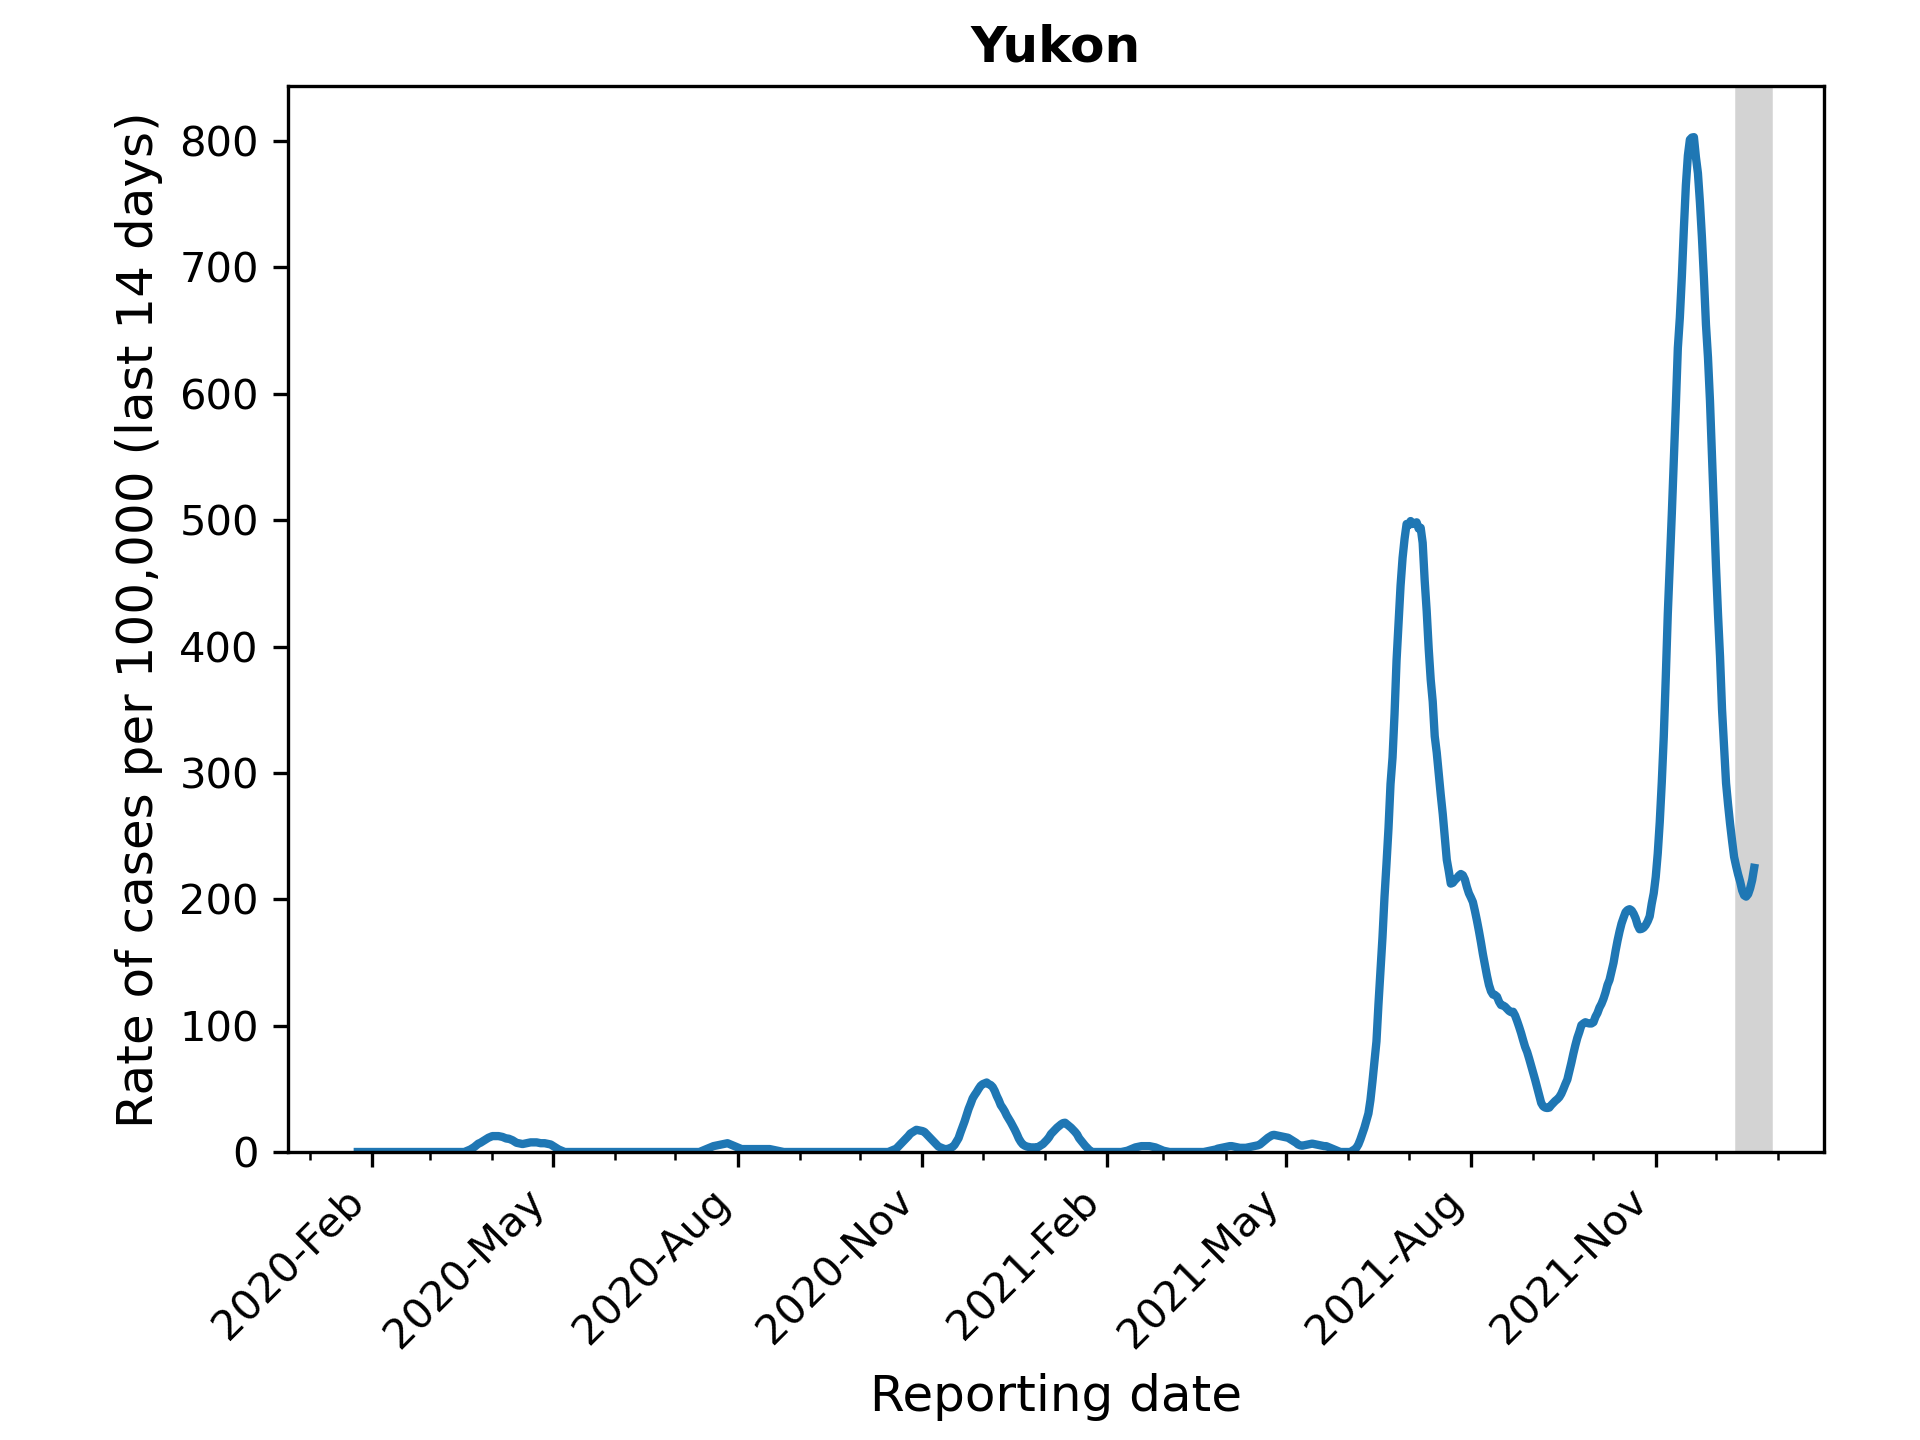 Yukon
Rate of cases per 100,000 (last 14 days)
800
700
600
500
400
300
200
100
0
2020-Feb
2020-May
2020-Aug
2020-Nov
2021-Feb
2021-May
2021-Aug
2021-Nov
Reporting date